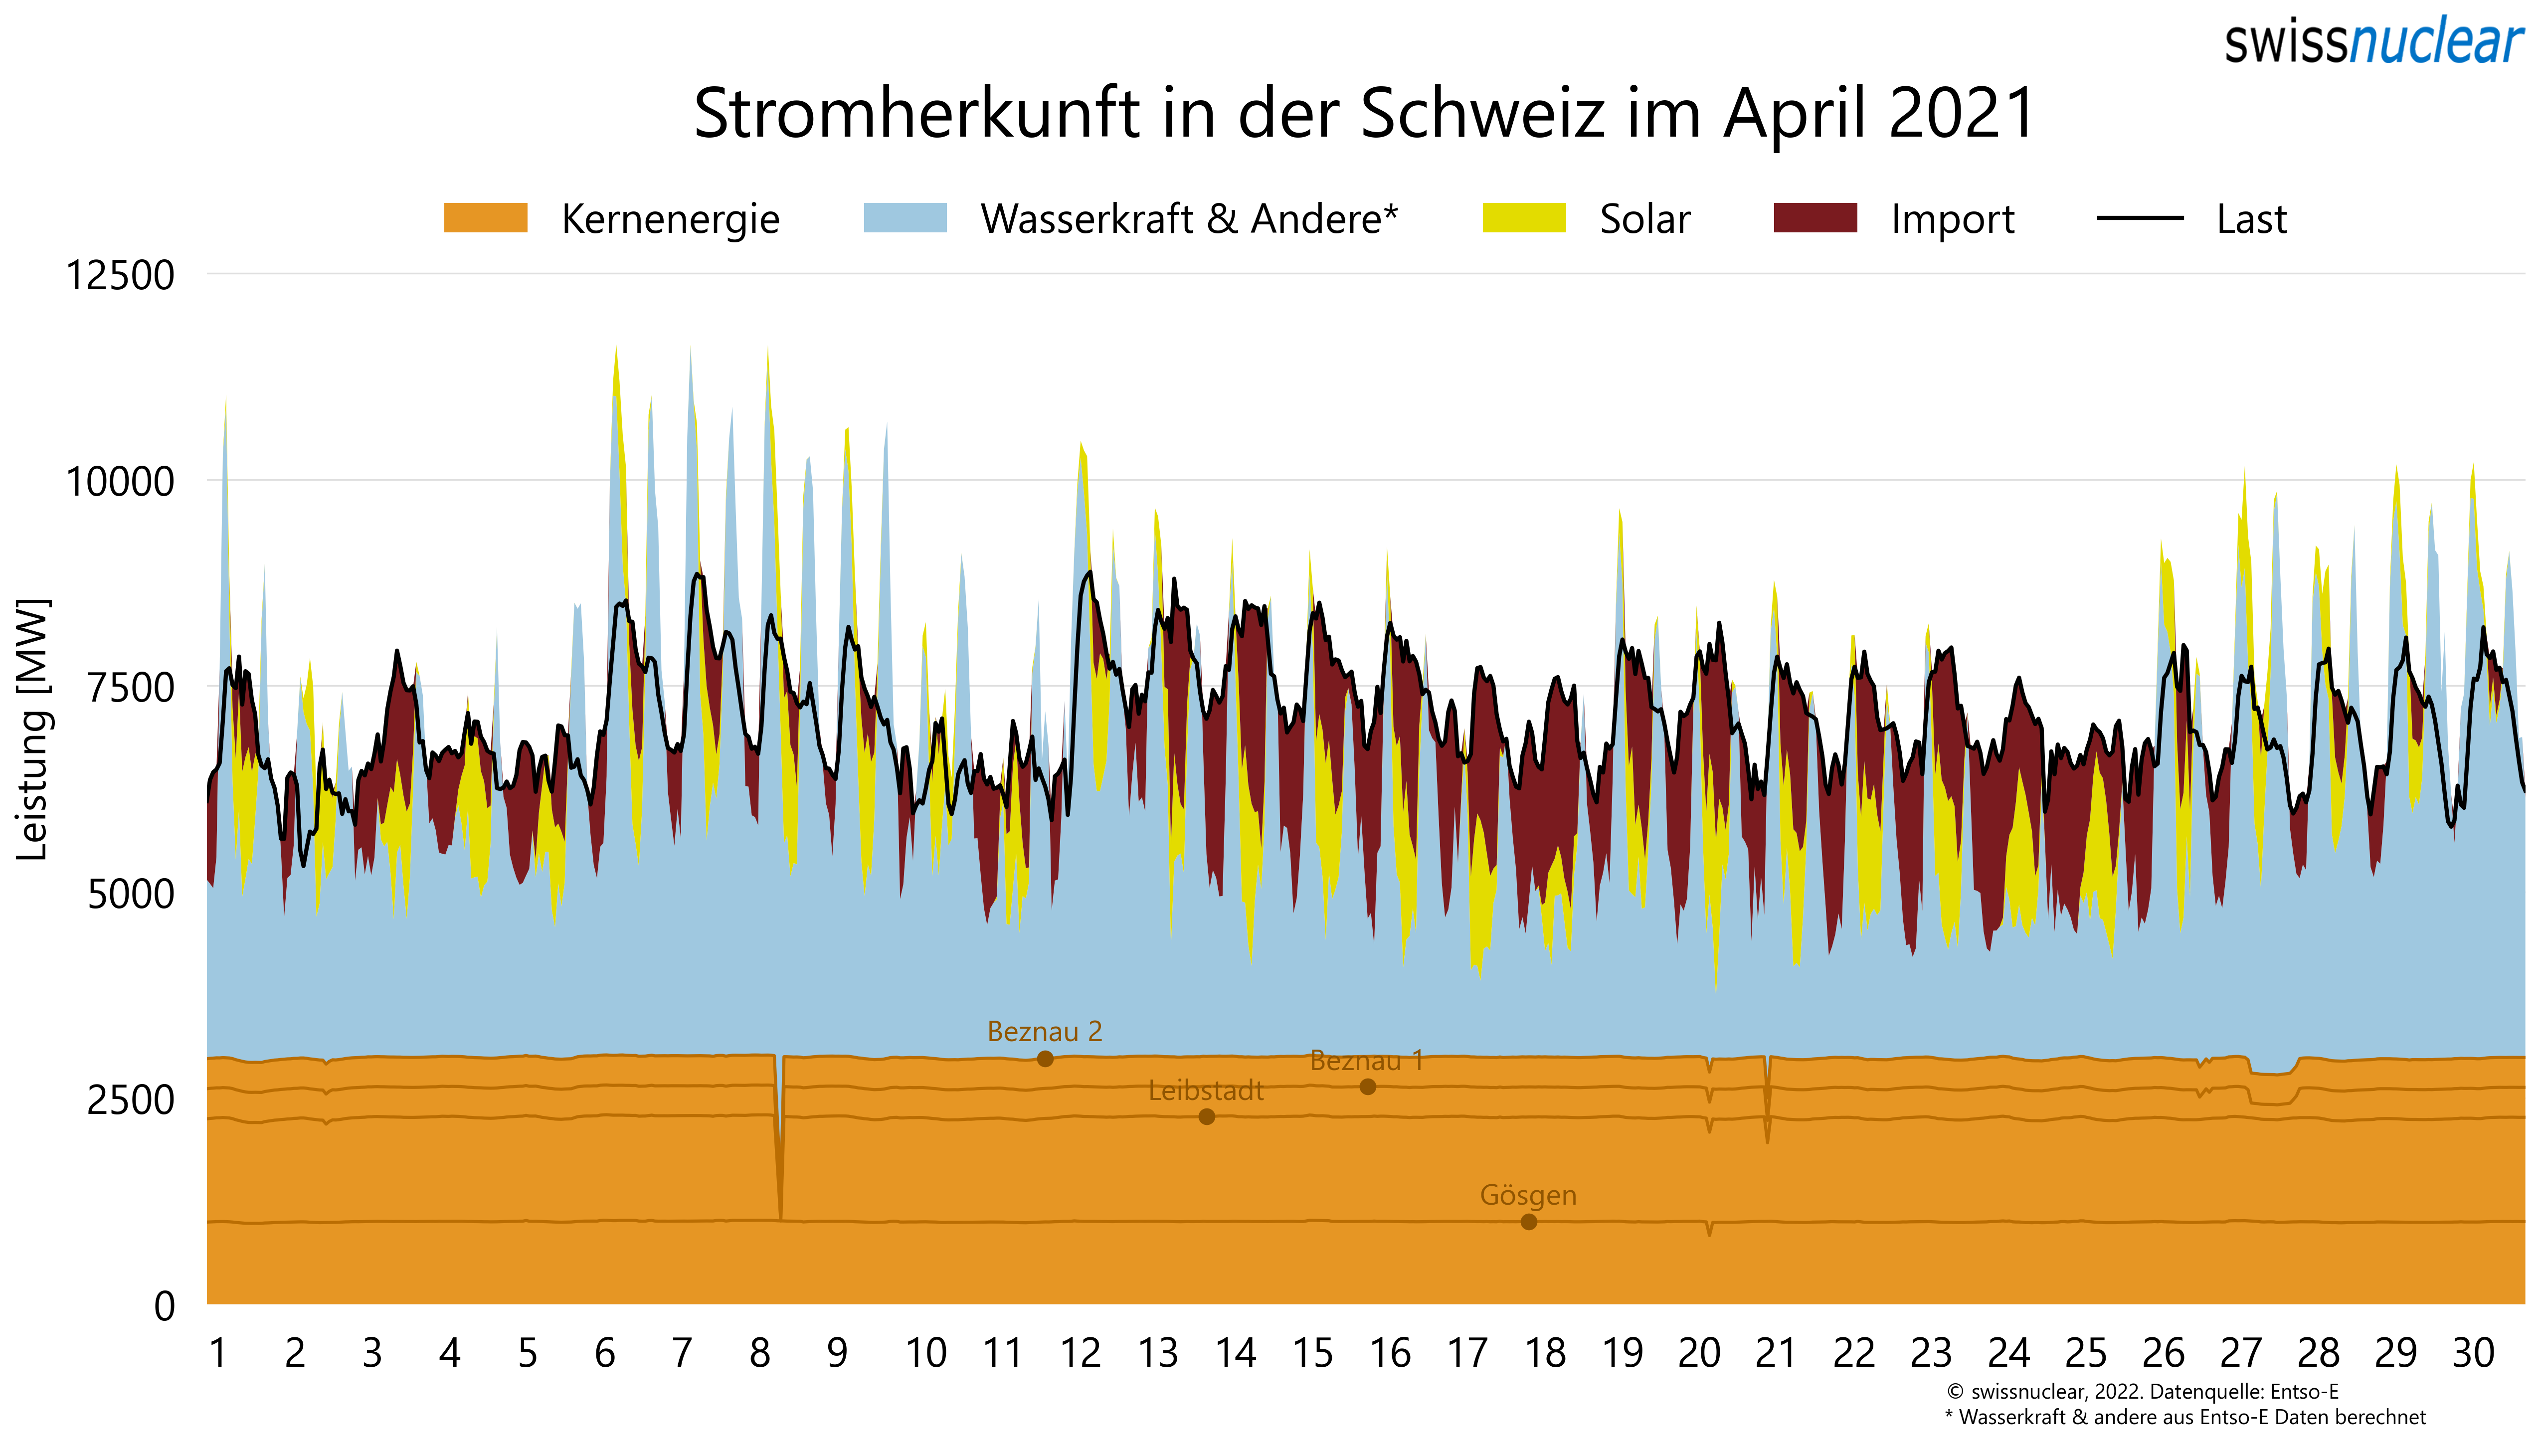 swissnuclear
Stromherkunft in der Schweiz im April 2021
Kernenergie Wasserkraft & Andere* Solar Import Last
Leistung [MW]
12500
10000
7500
5000
2500
0
Beznau 2
Beznau 1
Leibstadt
Gösgen
1 2 3 4 5 6 7 8 9 10 11 12 13 14 15 16 17 18 19 20 21 22 23 24 25 26 27 28 29 30
© swissnuclear, 2022. Datenquelle: Entso-E
* Wasserkraft & andere aus Entso-E Daten berechnet